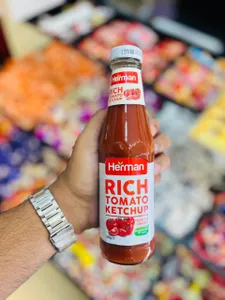 Herman
RICH
TOMATO
KETCHUP
Herman
RICH
TOMATO
KETCHUP